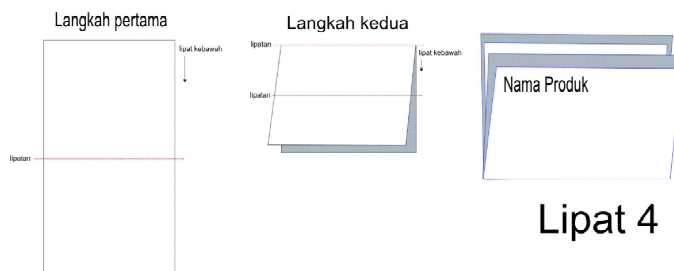 Langkah pertama
lipat kebawah
lipatan
Langkah kedua
lipatan
lipat kebawah
lipatan
Nama Produk
Lipat 4